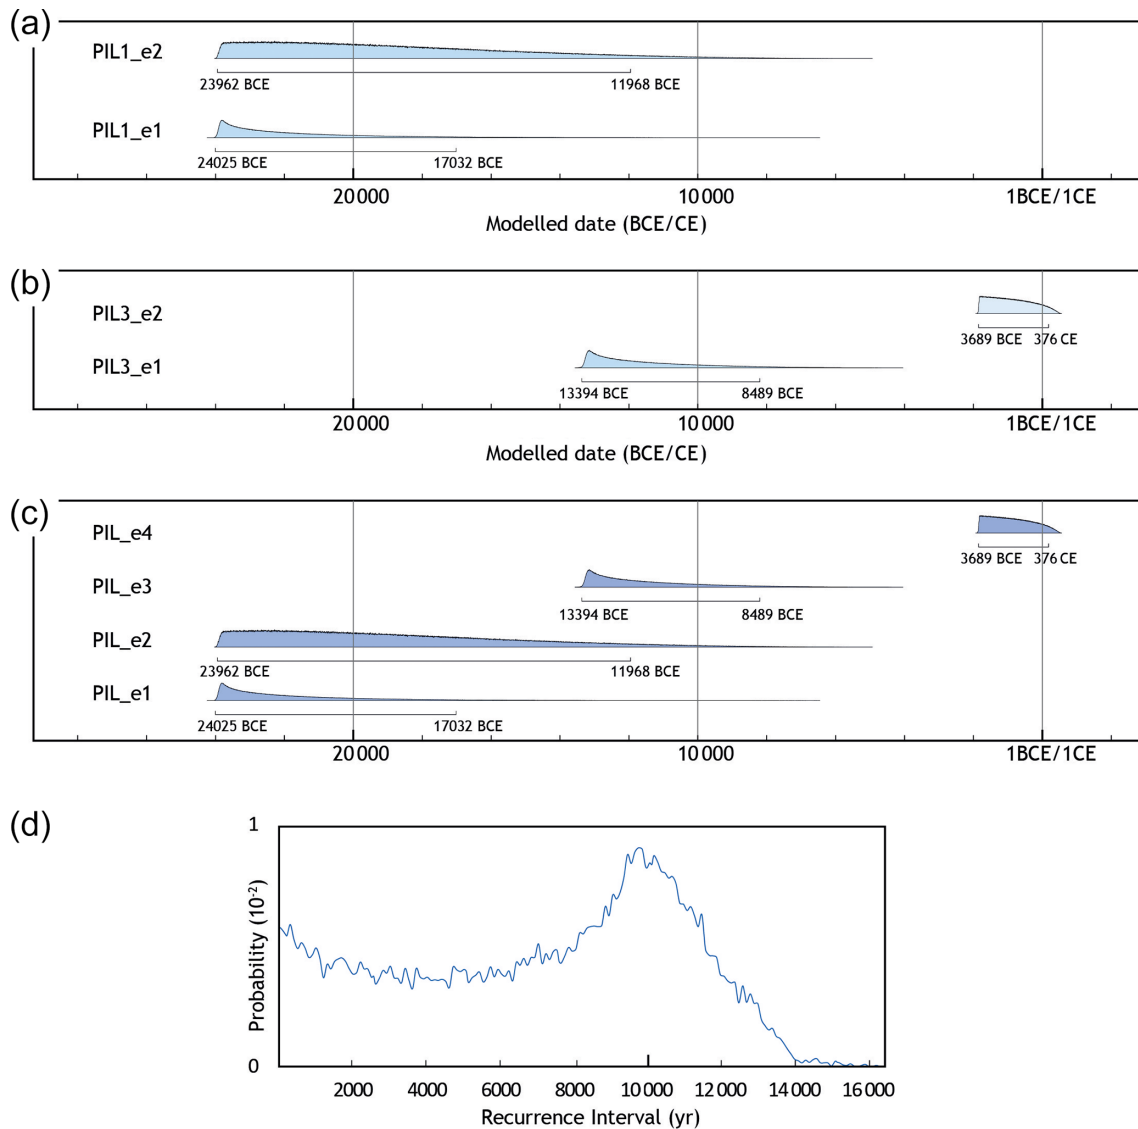 (a)
PIL1_e2
23962 BCE 11968 BCE
PIL1_e1
24025 BCE 17032 BCE
20000 10000 1BCE/1CE
Modelled date (BCE/CE)
(b)
PIL3_e2
3689 BCE 376 CE
PIL3_e1
13394 BCE 8489 BCE
20000 10000 1BCE/1CE
Modelled date (BCE/CE)
(c)
PIL_e4
3689 BCE 376 CE
PIL_e3
13394 BCE 8489 BCE
PIL_e2
23962 BCE 11968 BCE
PIL_e1
24025 BCE 17032 BCE
20000 10000 1BCE/1CE
(d)
1
Probability (10⁻²)
0
2000 4000 6000 8000 10000 12000 14000 16000
Recurrence Interval (yr)